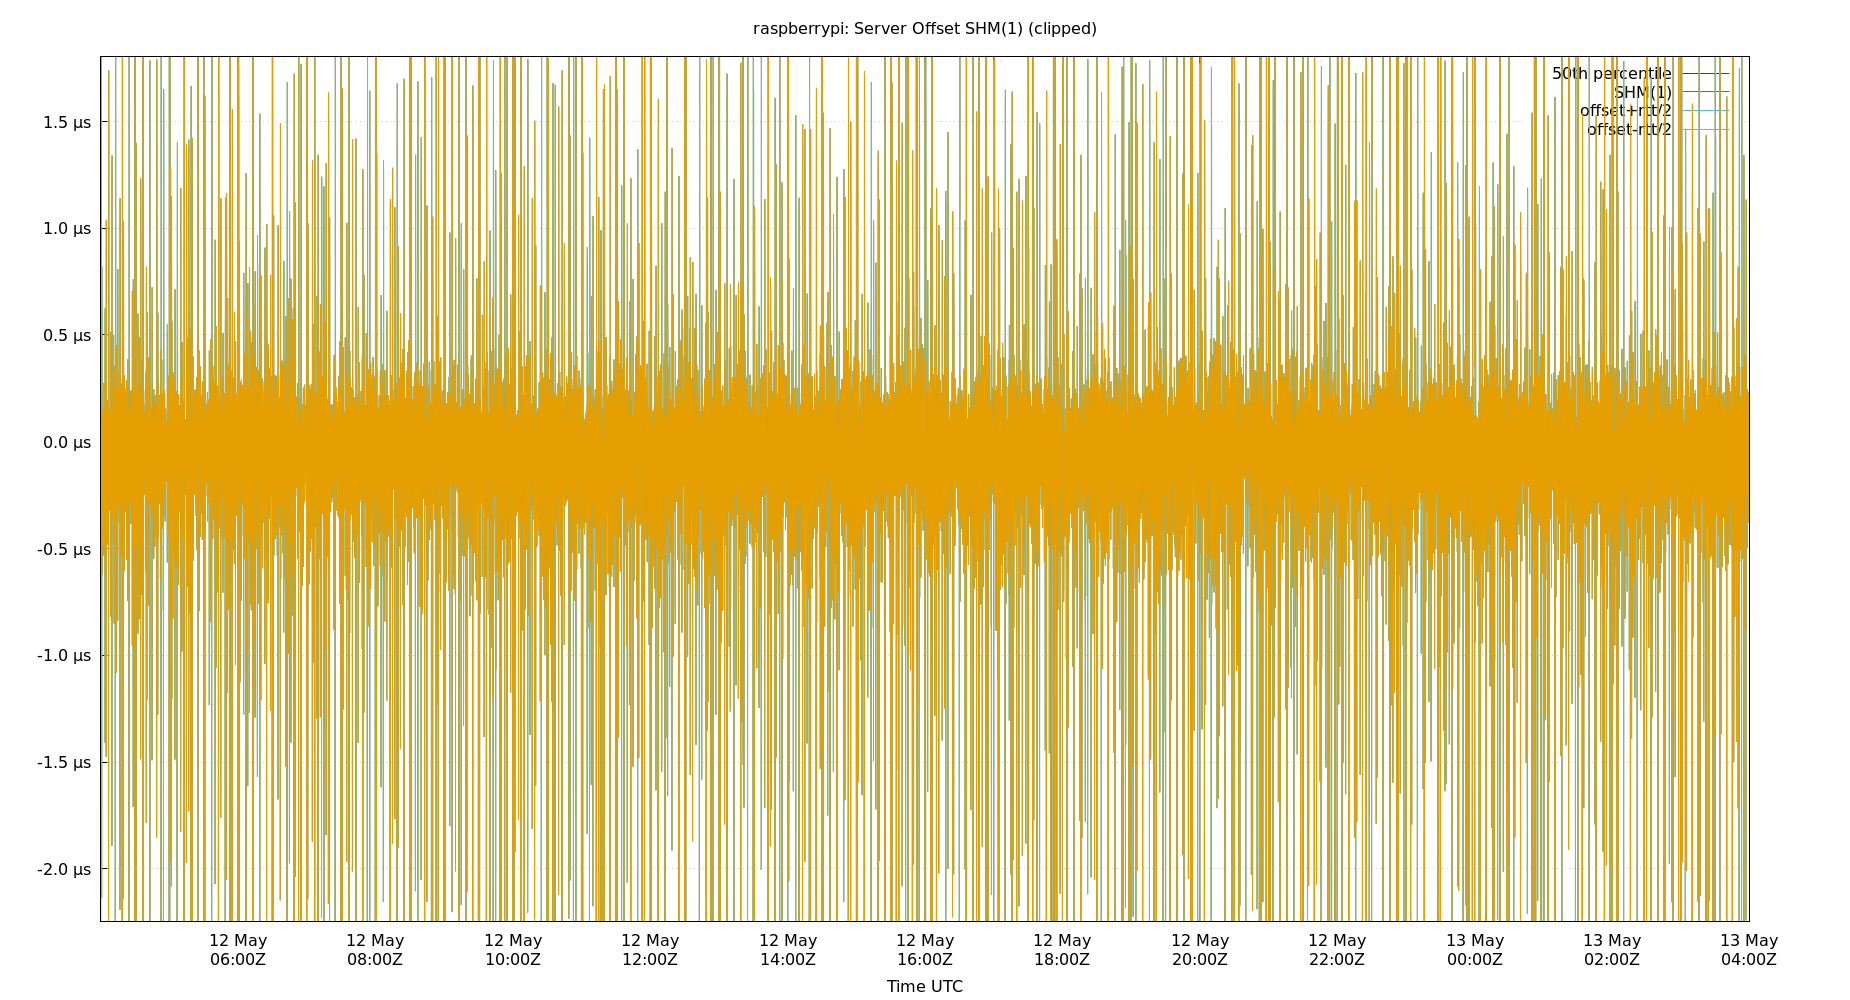 raspberrypi: Server Offset SHM(1) (clipped)
50th percentile
SHM(1)
offset+rtt/2
offset-rtt/2
1.5 µs
1.0 µs
0.5 µs
0.0 µs
-0.5 µs
-1.0 µs
-1.5 µs
-2.0 µs
12 May 12 May 12 May 12 May 12 May 12 May 12 May 12 May 12 May 13 May 13 May 13 May
06:00Z 08:00Z 10:00Z 12:00Z 14:00Z 16:00Z 18:00Z 20:00Z 22:00Z 00:00Z 02:00Z 04:00Z
Time UTC